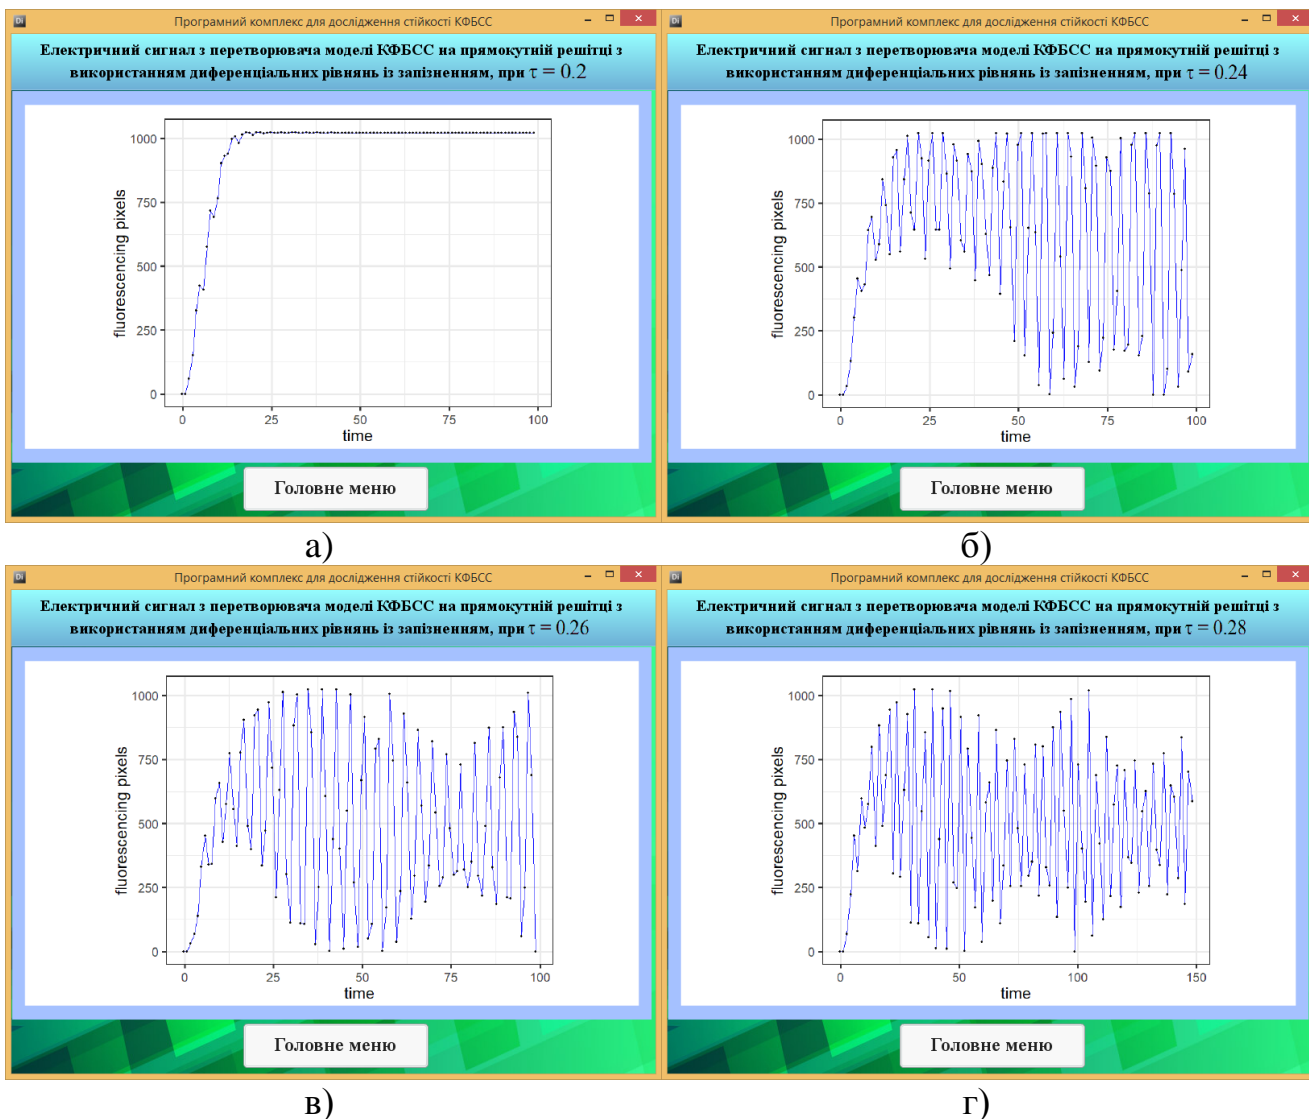 Програмний комплекс для дослідження стійкості КФБСС
Електричний сигнал з перетворювача моделі КФБСС на прямокутній решітці з
використанням диференціальних рівнянь із запізненням, при τ = 0.2
1000
750
500
250
0
fluorescencing pixels
0 25 50 75 100
time
Головне меню
а)
Програмний комплекс для дослідження стійкості КФБСС
Електричний сигнал з перетворювача моделі КФБСС на прямокутній решітці з
використанням диференціальних рівнянь із запізненням, при τ = 0.24
1000
750
500
250
0
fluorescencing pixels
0 25 50 75 100
time
Головне меню
б)
Програмний комплекс для дослідження стійкості КФБСС
Електричний сигнал з перетворювача моделі КФБСС на прямокутній решітці з
використанням диференціальних рівнянь із запізненням, при τ = 0.26
1000
750
500
250
0
fluorescencing pixels
0 25 50 75 100
time
Головне меню
в)
Програмний комплекс для дослідження стійкості КФБСС
Електричний сигнал з перетворювача моделі КФБСС на прямокутній решітці з
використанням диференціальних рівнянь із запізненням, при τ = 0.28
1000
750
500
250
0
fluorescencing pixels
0 50 100 150
time
Головне меню
г)